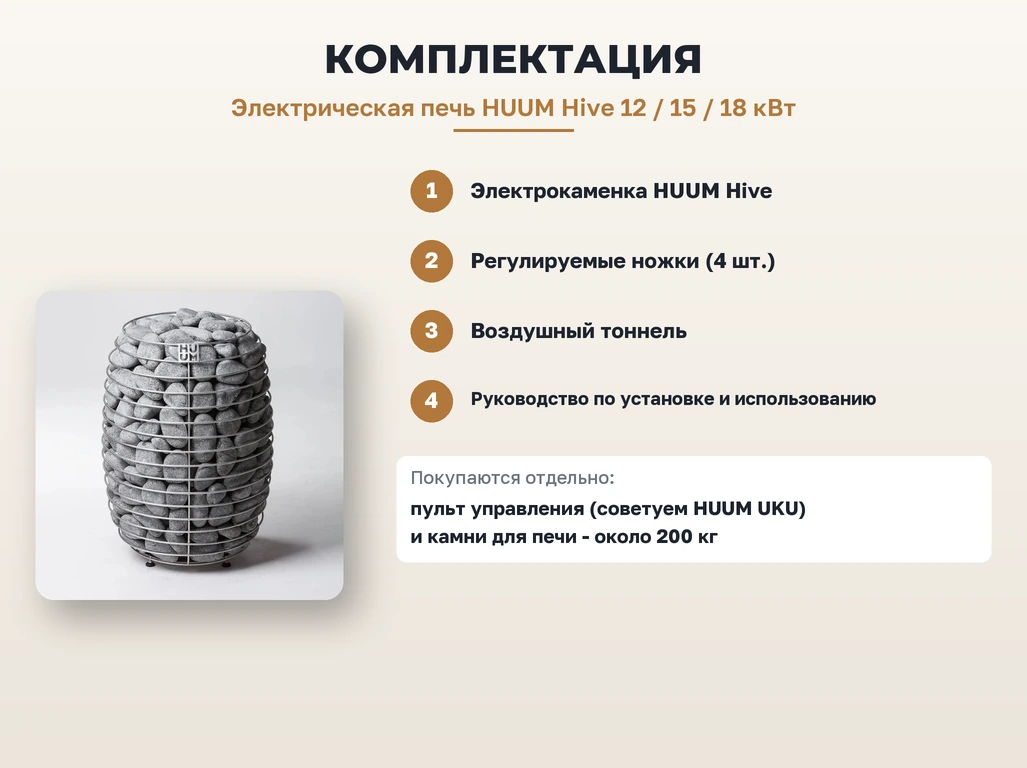 КОМПЛЕКТАЦИЯ
Электрическая печь HUUM Hive 12 / 15 / 18 кВт
1 Электрокаменка HUUM Hive
2 Регулируемые ножки (4 шт.)
3 Воздушный тоннель
4 Руководство по установке и использованию
HU
UM
Покупаются отдельно:
пульт управления (советуем HUUM UKU)
и камни для печи - около 200 кг